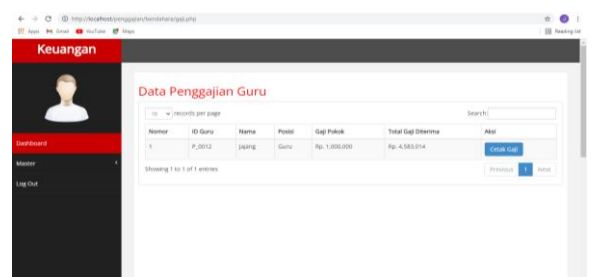 http://localhost/penggajian/bendahara/gaji.php
Apps Gmail YouTube Maps Reading list
Keuangan
Data Penggajian Guru
10 records per page Search:
Nomor ID Guru Nama Posisi Gaji Pokok Total Gaji Diterima Aksi
1 P_0012 Jajang Guru Rp. 1,000,000 Rp. 4,583,014 Cetak Gaji
Showing 1 to 1 of 1 entries Previous 1 Next
Dashboard
Master
Log Out